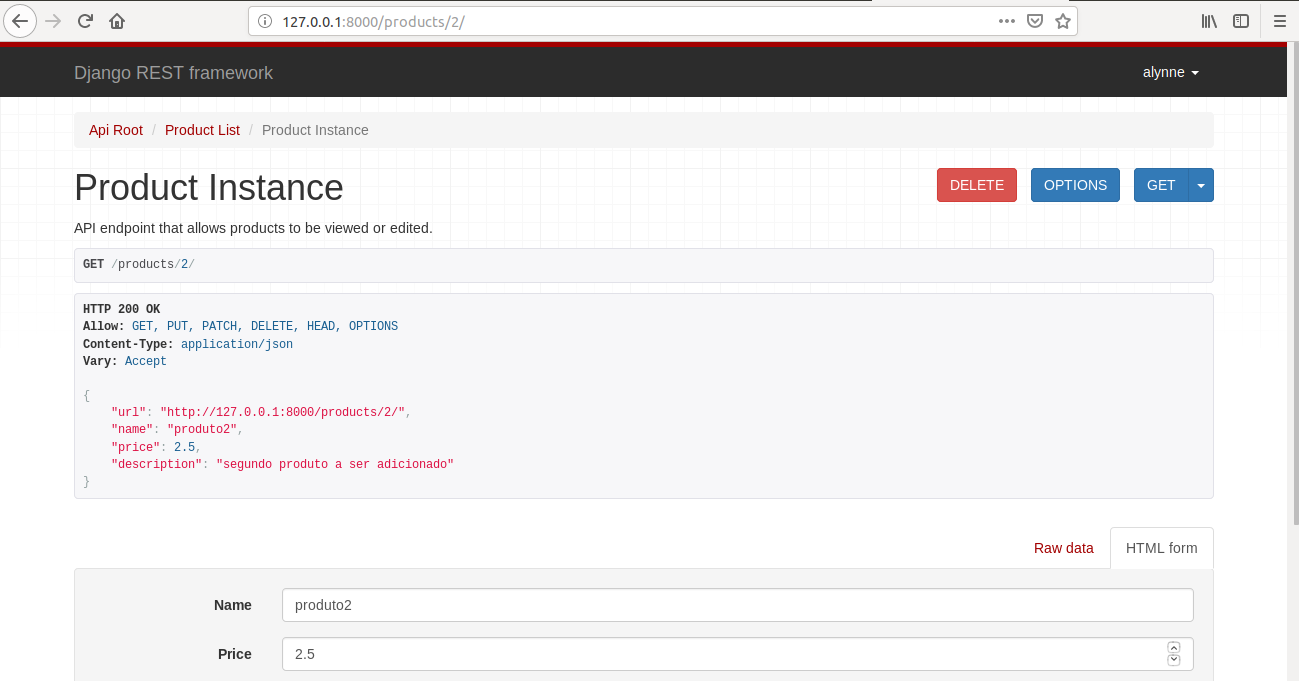 127.0.0.1:8000/products/2/
Django REST framework
alynne
Api Root / Product List / Product Instance
Product Instance
DELETE
OPTIONS
GET
API endpoint that allows products to be viewed or edited.
GET /products/2/
HTTP 200 OK
Allow: GET, PUT, PATCH, DELETE, HEAD, OPTIONS
Content-Type: application/json
Vary: Accept
{
"url": "http://127.0.0.1:8000/products/2/",
"name": "produto2",
"price": 2.5,
"description": "segundo produto a ser adicionado"
}
Raw data
HTML form
Name
produto2
Price
2.5